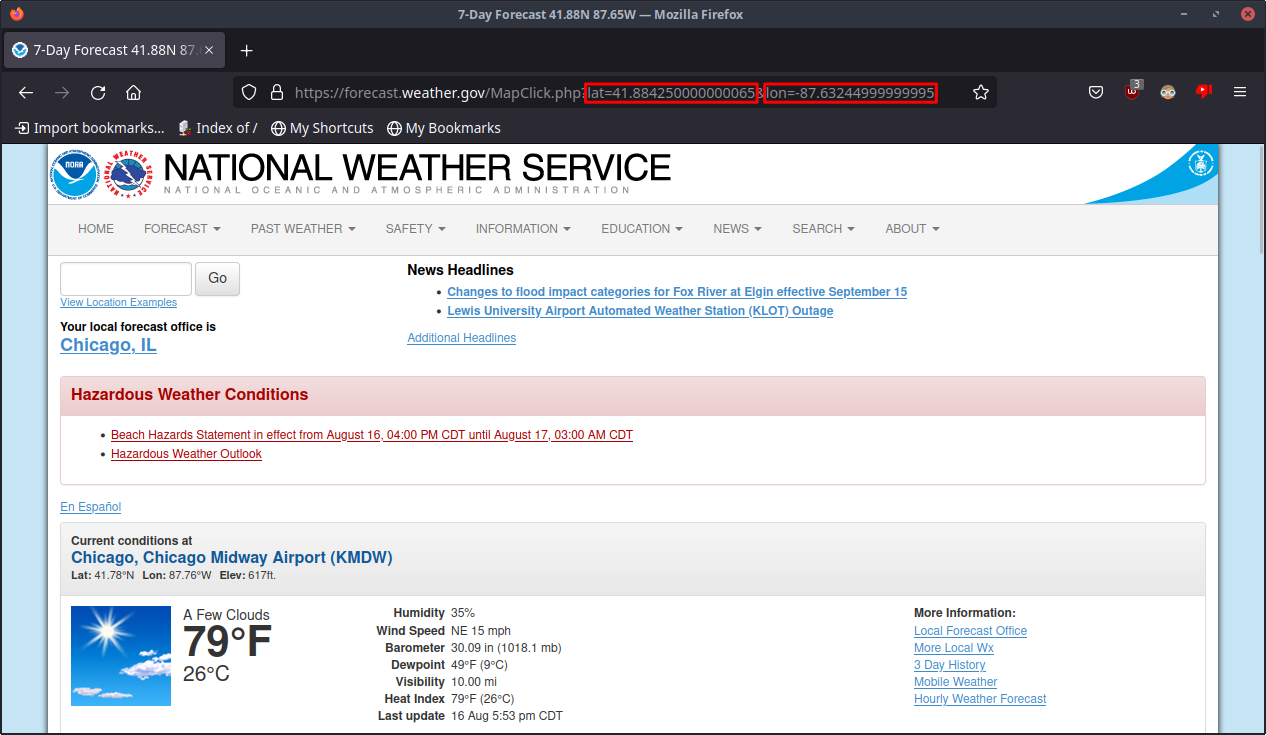 7-Day Forecast 41.88N 87.65W — Mozilla Firefox
7-Day Forecast 41.88N 87.6
https://forecast.weather.gov/MapClick.php?lat=41.884250000000065&lon=-87.63244999999995
3
Import bookmarks... Index of / My Shortcuts My Bookmarks
NOAA
NATIONAL WEATHER SERVICE
NATIONAL OCEANIC AND ATMOSPHERIC ADMINISTRATION
HOME FORECAST PAST WEATHER SAFETY INFORMATION EDUCATION NEWS SEARCH ABOUT
Go
View Location Examples
Your local forecast office is
Chicago, IL
News Headlines
Changes to flood impact categories for Fox River at Elgin effective September 15
Lewis University Airport Automated Weather Station (KLOT) Outage
Additional Headlines
Hazardous Weather Conditions
Beach Hazards Statement in effect from August 16, 04:00 PM CDT until August 17, 03:00 AM CDT
Hazardous Weather Outlook
En Español
Current conditions at
Chicago, Chicago Midway Airport (KMDW)
Lat: 41.78°N Lon: 87.76°W Elev: 617ft.
A Few Clouds
79°F
26°C
Humidity 35%
Wind Speed NE 15 mph
Barometer 30.09 in (1018.1 mb)
Dewpoint 49°F (9°C)
Visibility 10.00 mi
Heat Index 79°F (26°C)
Last update 16 Aug 5:53 pm CDT
More Information:
Local Forecast Office
More Local Wx
3 Day History
Mobile Weather
Hourly Weather Forecast